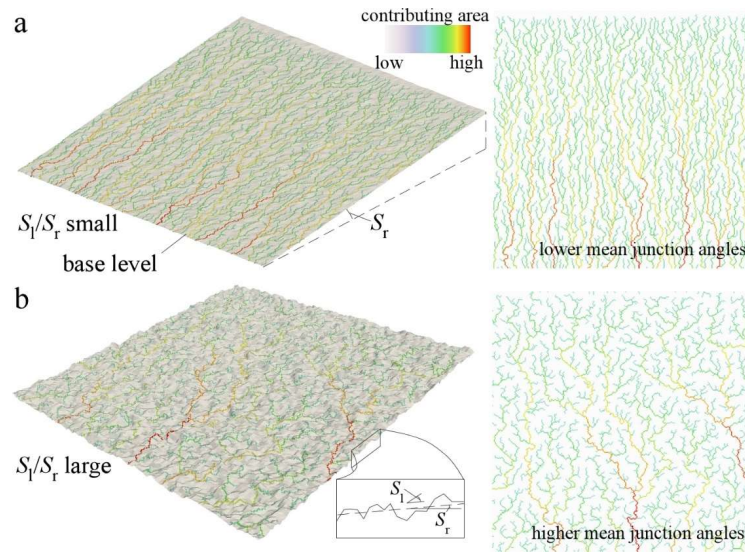 a
contributing area
low high
S_l/S_r small
S_r
base level
lower mean junction angles
b
S_l/S_r large
S_l
S_r
higher mean junction angles